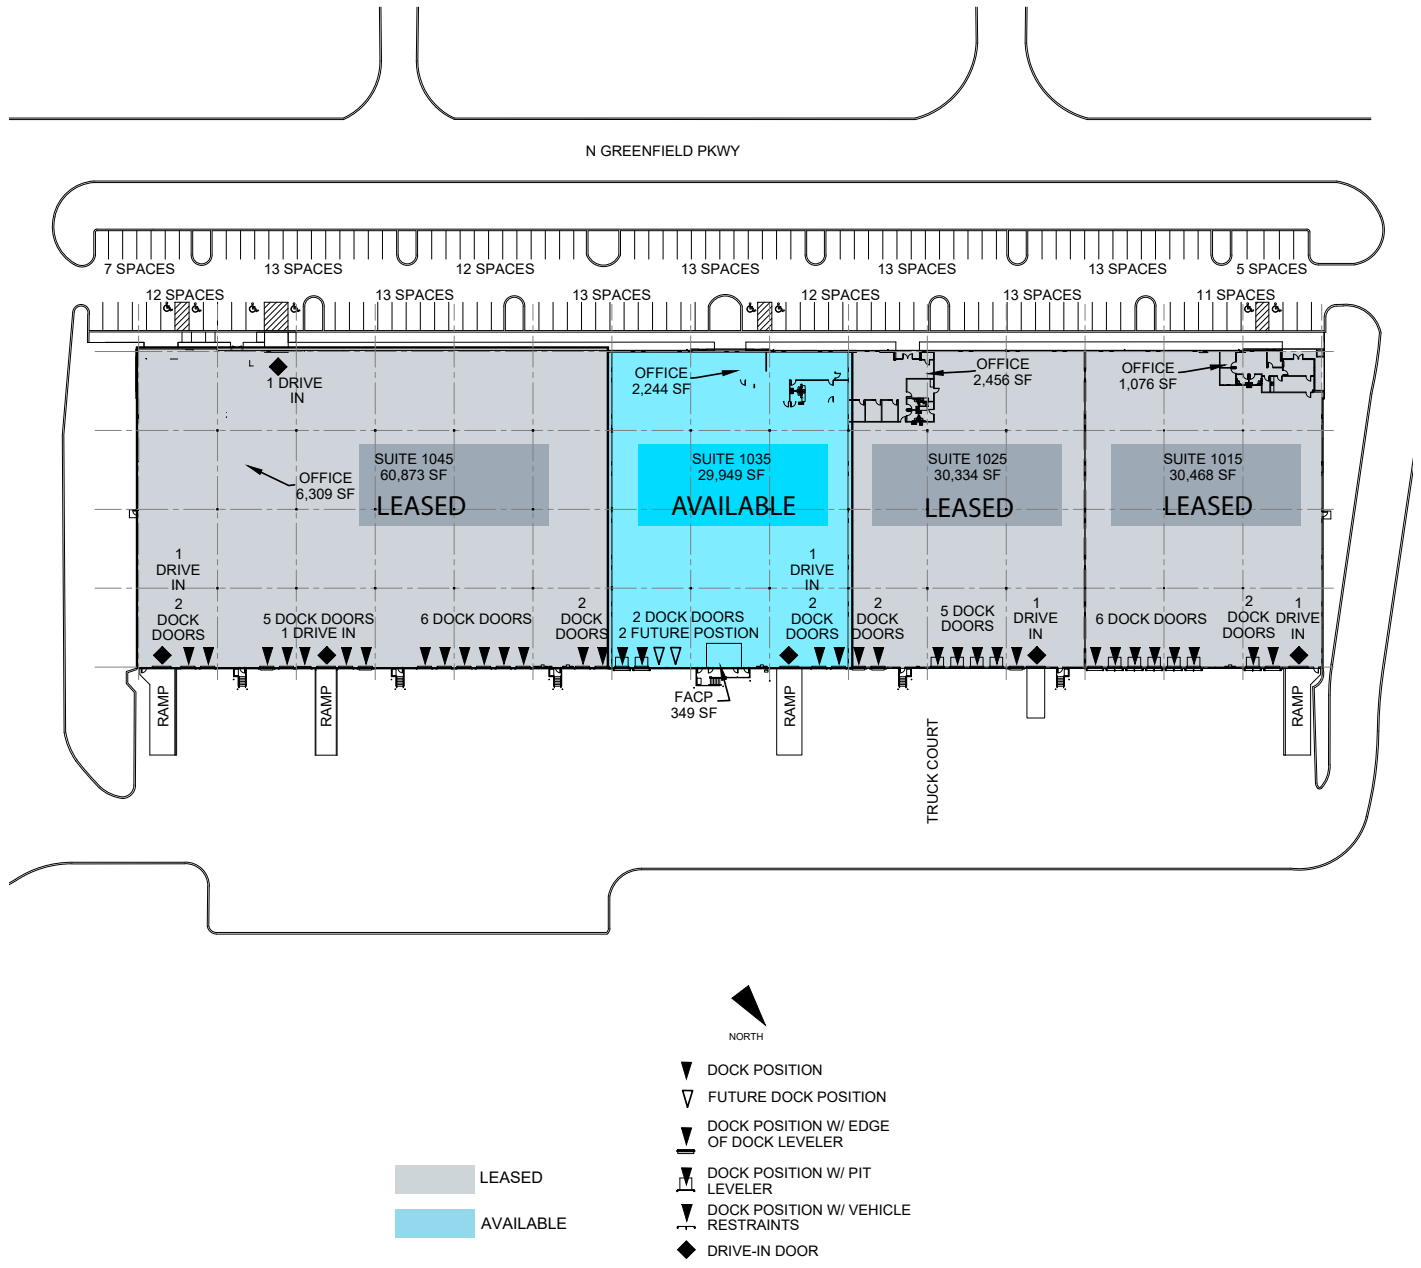 N GREENFIELD PKWY
7 SPACES
13 SPACES
12 SPACES
13 SPACES
13 SPACES
13 SPACES
5 SPACES
12 SPACES
13 SPACES
13 SPACES
12 SPACES
13 SPACES
11 SPACES
1 DRIVE
IN
OFFICE
2,244 SF
OFFICE
2,456 SF
OFFICE
1,076 SF
OFFICE
6,309 SF
SUITE 1045
60,873 SF
LEASED
SUITE 1035
29,949 SF
AVAILABLE
SUITE 1025
30,334 SF
LEASED
SUITE 1015
30,468 SF
LEASED
1
DRIVE
IN
2
DOCK
DOORS
5 DOCK DOORS
1 DRIVE IN
6 DOCK DOORS
2
DOCK
DOORS
2 DOCK DOORS
2 FUTURE POSTION
1
DRIVE
IN
2
DOCK
DOORS
2
DOCK
DOORS
5 DOCK
DOORS
1
DRIVE
IN
6 DOCK DOORS
2
DOCK
DOORS
1
DRIVE
IN
RAMP
RAMP
FACP
349 SF
RAMP
TRUCK COURT
RAMP
NORTH
DOCK POSITION
FUTURE DOCK POSITION
DOCK POSITION W/ EDGE
OF DOCK LEVELER
DOCK POSITION W/ PIT
LEVELER
DOCK POSITION W/ VEHICLE
RESTRAINTS
DRIVE-IN DOOR
LEASED
AVAILABLE